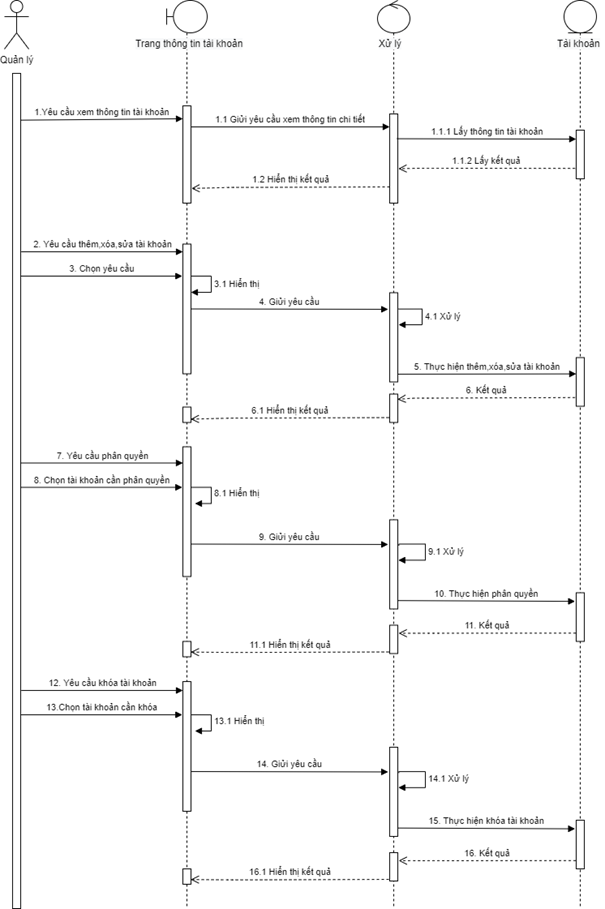 Quản lý
Trang thông tin tài khoản
Xử lý
Tài khoản
1.Yêu cầu xem thông tin tài khoản
1.1 Giửi yêu cầu xem thông tin chi tiết
1.1.1 Lấy thông tin tài khoản
1.1.2 Lấy kết quả
1.2 Hiển thị kết quả
2. Yêu cầu thêm,xóa,sửa tài khoản
3. Chọn yêu cầu
3.1 Hiển thị
4. Giửi yêu cầu
4.1 Xử lý
5. Thực hiện thêm,xóa,sửa tài khoản
6. Kết quả
6.1 Hiển thị kết quả
7. Yêu cầu phân quyền
8. Chọn tài khoản cần phân quyền
8.1 Hiển thị
9. Giửi yêu cầu
9.1 Xử lý
10. Thực hiện phân quyền
11. Kết quả
11.1 Hiển thị kết quả
12. Yêu cầu khóa tài khoản
13.Chọn tài khoản cần khóa
13.1 Hiển thị
14. Giửi yêu cầu
14.1 Xử lý
15. Thực hiện khóa tài khoản
16. Kết quả
16.1 Hiển thị kết quả